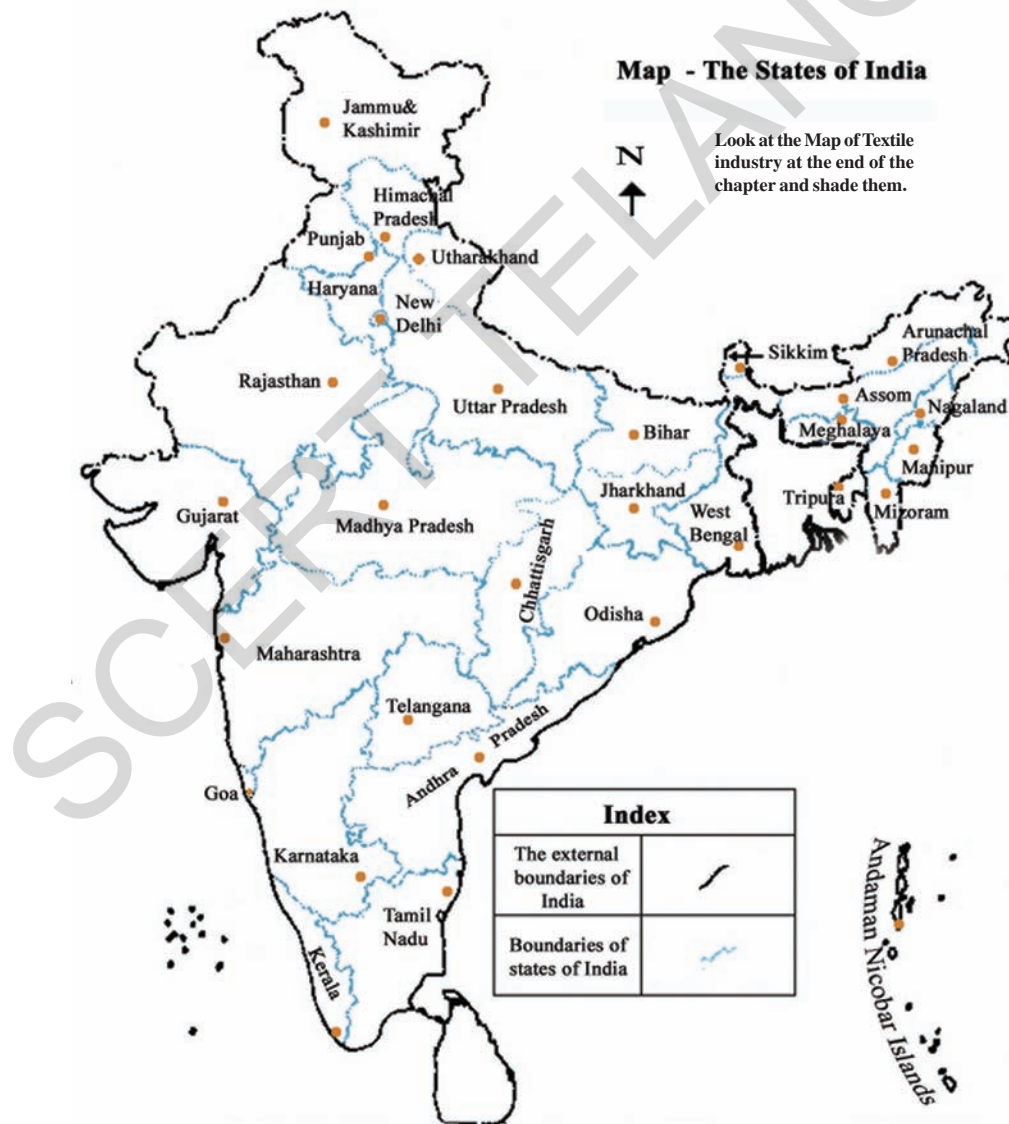 Map - The States of India
Look at the Map of Textile
industry at the end of the
chapter and shade them.
N
Jammu&
Kashimir
Himachal
Pradesh
Punjab
Utharakhand
Haryana
New
Delhi
Rajasthan
Uttar Pradesh
Sikkim
Arunachal
Pradesh
Assom
Nagaland
Meghalaya
Manipur
Bihar
Jharkhand
Tripura
Mizoram
West
Bengal
Gujarat
Madhya Pradesh
Chhattisgarh
Odisha
Maharashtra
Telangana
Andhra Pradesh
Goa
Karnataka
Tamil
Nadu
Kerala
Index
The external
boundaries of
India
Boundaries of
states of India
Andaman Nicobar Islands
SCERT TELANG